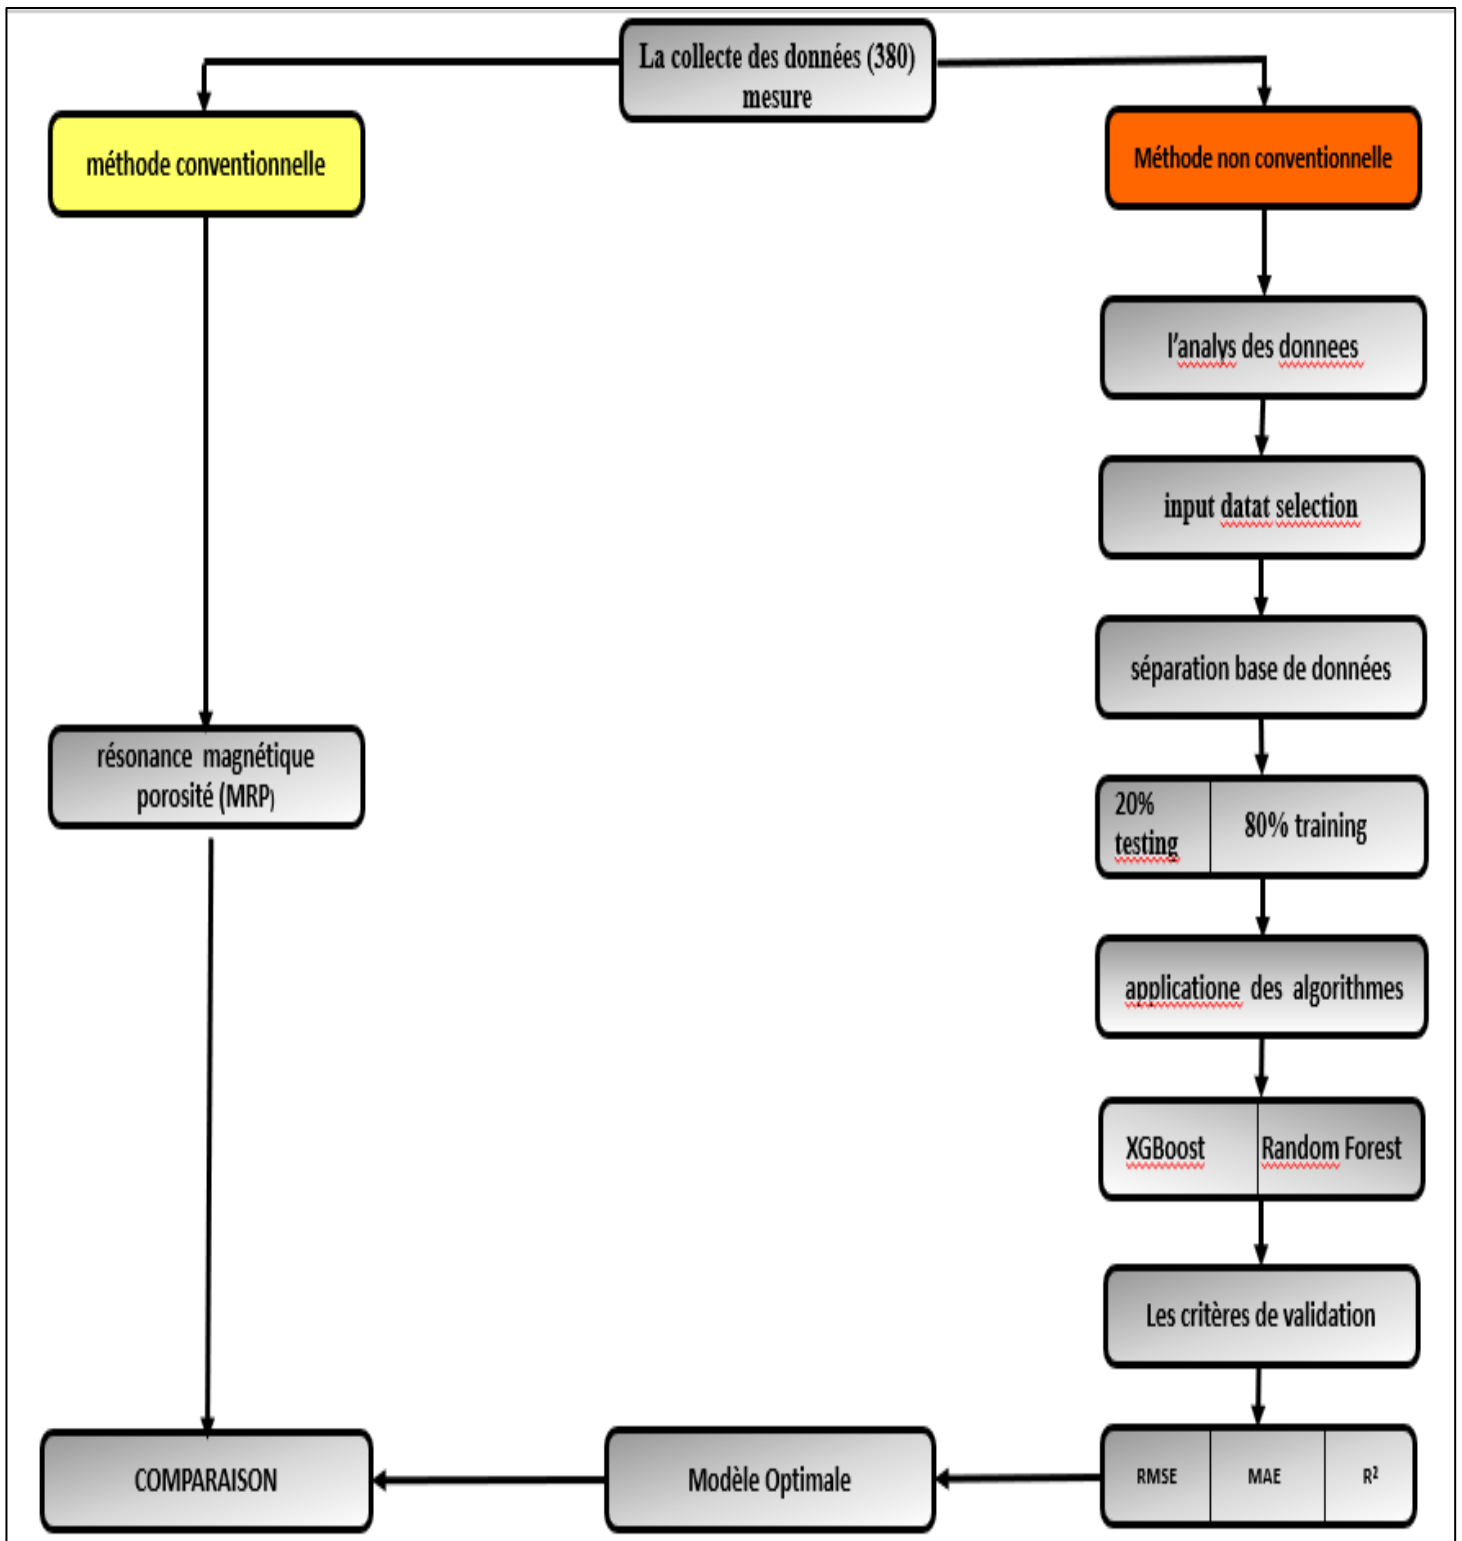 La collecte des données (380)
mesure
méthode conventionnelle
Méthode non conventionnelle
l'analys des donnees
input datat selection
séparation base de données
résonance magnétique
porosité (MRP)
20%
testing
80% training
applicatione des algorithmes
XGBoost
Random Forest
Les critères de validation
COMPARAISON
Modèle Optimale
RMSE
MAE
R²